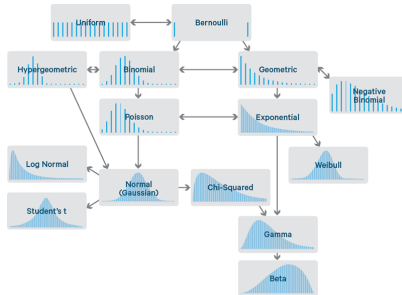 Uniform
Bernoulli
Hypergeometric
Binomial
Geometric
Negative
Binomial
Poisson
Exponential
Log Normal
Weibull
Normal
(Gaussian)
Chi-Squared
Student's t
Gamma
Beta